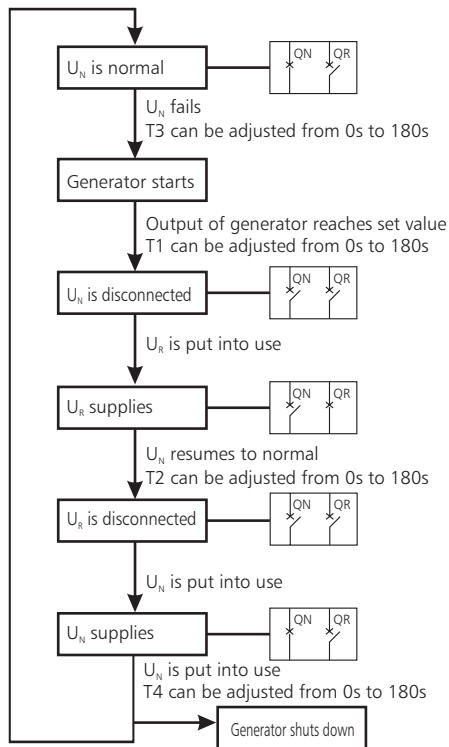 U_N is normal
QN QR
U_N fails
T3 can be adjusted from 0s to 180s
Generator starts
Output of generator reaches set value
T1 can be adjusted from 0s to 180s
U_N is disconnected
QN QR
U_R is put into use
U_R supplies
QN QR
U_N resumes to normal
T2 can be adjusted from 0s to 180s
U_R is disconnected
QN QR
U_N is put into use
U_N supplies
QN QR
U_N is put into use
T4 can be adjusted from 0s to 180s
Generator shuts down